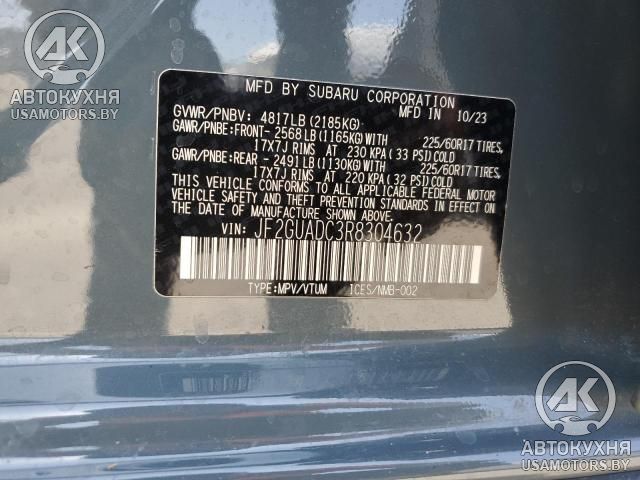 AK
АВТОКУХНЯ
USAMOTORS.BY
MFD BY SUBARU CORPORATION
MFD IN 10/23
GVWR/PNBV: 4817LB (2185KG)
GAWR/PNBE:FRONT- 2568LB(1165KG)WITH 225/60R17 TIRES,
17X7J RIMS AT 230 KPA (33 PSI)COLD
GAWR/PNBE:REAR - 2491LB(1130KG)WITH 225/60R17 TIRES,
17X7J RIMS AT 220 KPA (32 PSI)COLD
THIS VEHICLE CONFORMS TO ALL APPLICABLE FEDERAL MOTOR
VEHICLE SAFETY AND THEFT PREVENTION STANDARDS IN EFFECT
ON THE DATE OF MANUFACTURE SHOWN ABOVE.
VIN: JF2GUADC3R8304632
TYPE:MPV/VTUM ICES/NMB-002
AK
АВТОКУХНЯ
USAMOTORS.BY